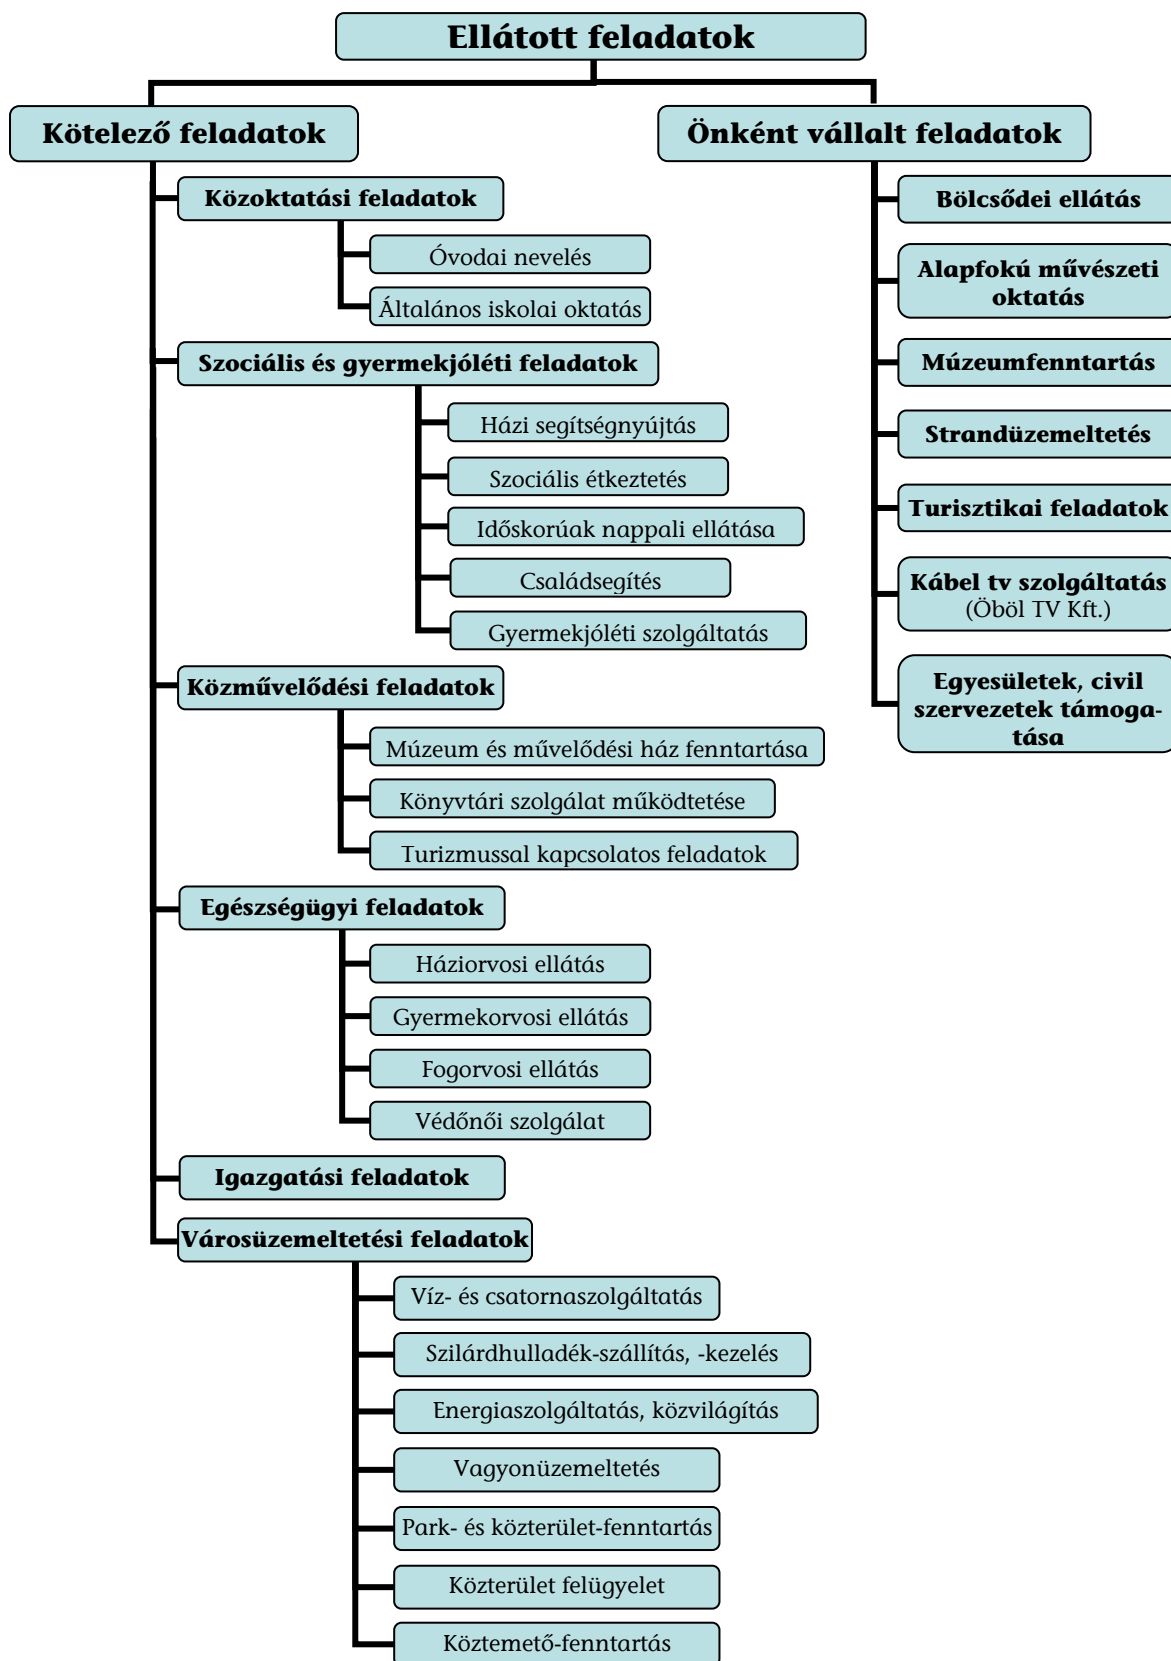 Ellátott feladatok
Kötelező feladatok
Közoktatási feladatok
Óvodai nevelés
Általános iskolai oktatás
Szociális és gyermekjóléti feladatok
Házi segítségnyújtás
Szociális étkeztetés
Időskorúak nappali ellátása
Családsegítés
Gyermekjóléti szolgáltatás
Közművelődési feladatok
Múzeum és művelődési ház fenntartása
Könyvtári szolgálat működtetése
Turizmussal kapcsolatos feladatok
Egészségügyi feladatok
Háziorvosi ellátás
Gyermekorvosi ellátás
Fogorvosi ellátás
Védőnői szolgálat
Igazgatási feladatok
Városüzemeltetési feladatok
Víz- és csatornaszolgáltatás
Szilárdhulladék-szállítás, -kezelés
Energiaszolgáltatás, közvilágítás
Vagyonüzemeltetés
Park- és közterület-fenntartás
Közterület felügyelet
Köztemető-fenntartás
Önként vállalt feladatok
Bölcsődei ellátás
Alapfokú művészeti
oktatás
Múzeumfenntartás
Strandüzemeltetés
Turisztikai feladatok
Kábel tv szolgáltatás
(Öböl TV Kft.)
Egyesületek, civil
szervezetek támoga-
tása